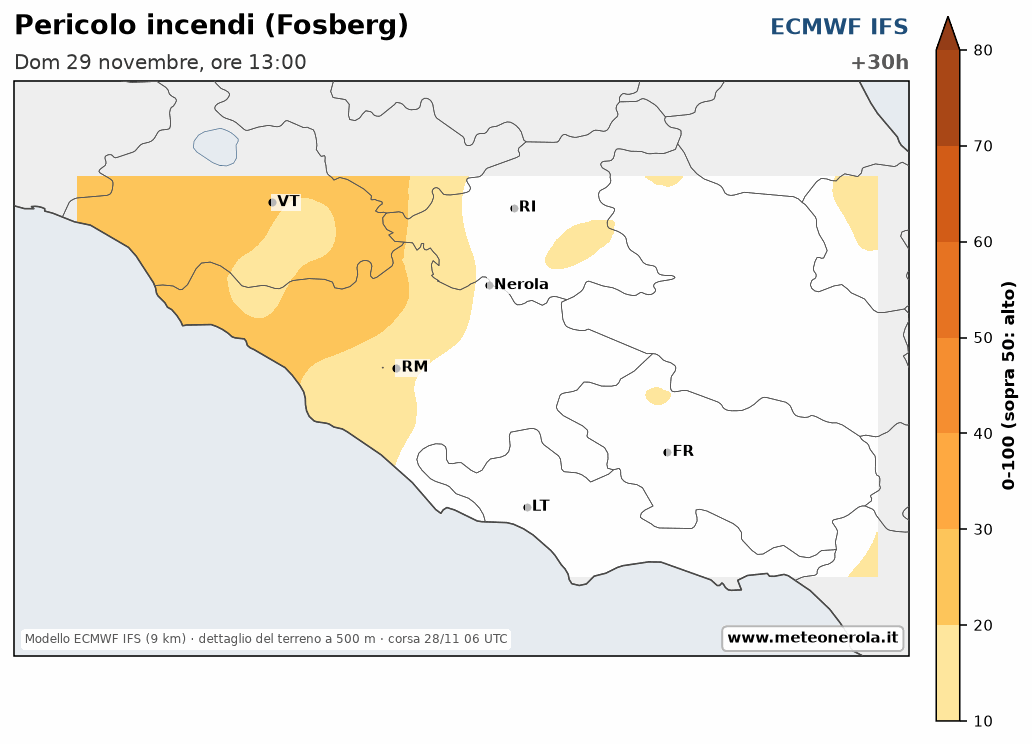 Pericolo incendi (Fosberg)
ECMWF IFS
Dom 29 novembre, ore 13:00
+30h
VT
RI
Nerola
RM
FR
LT
Modello ECMWF IFS (9 km) · dettaglio del terreno a 500 m · corsa 28/11 06 UTC
www.meteonerola.it
80
70
60
50
40
30
20
10
0-100 (sopra 50: alto)